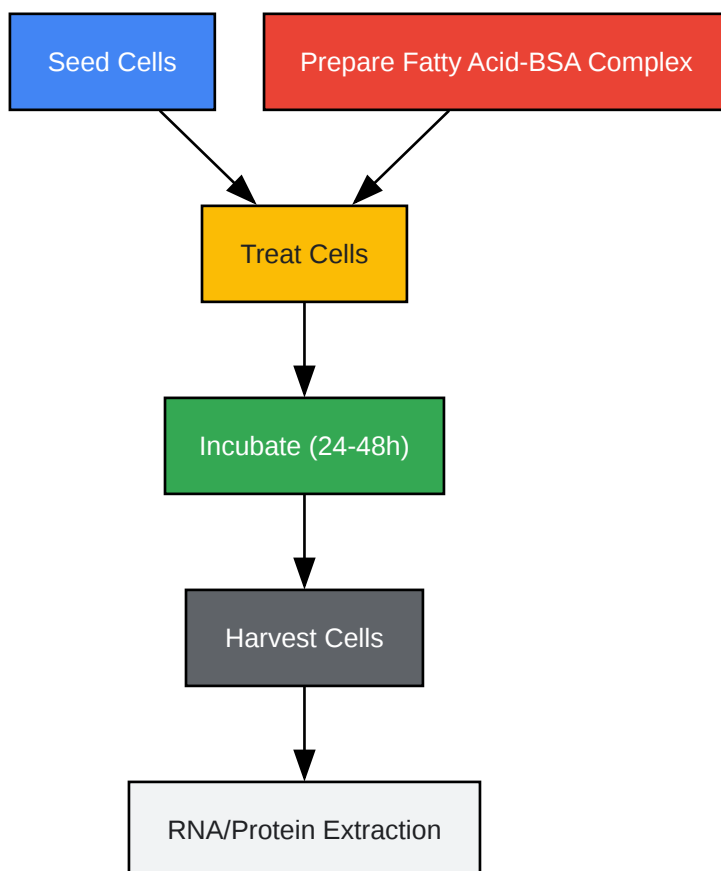 Seed Cells
Prepare Fatty Acid-BSA Complex
Treat Cells
Incubate (24-48h)
Harvest Cells
RNA/Protein Extraction